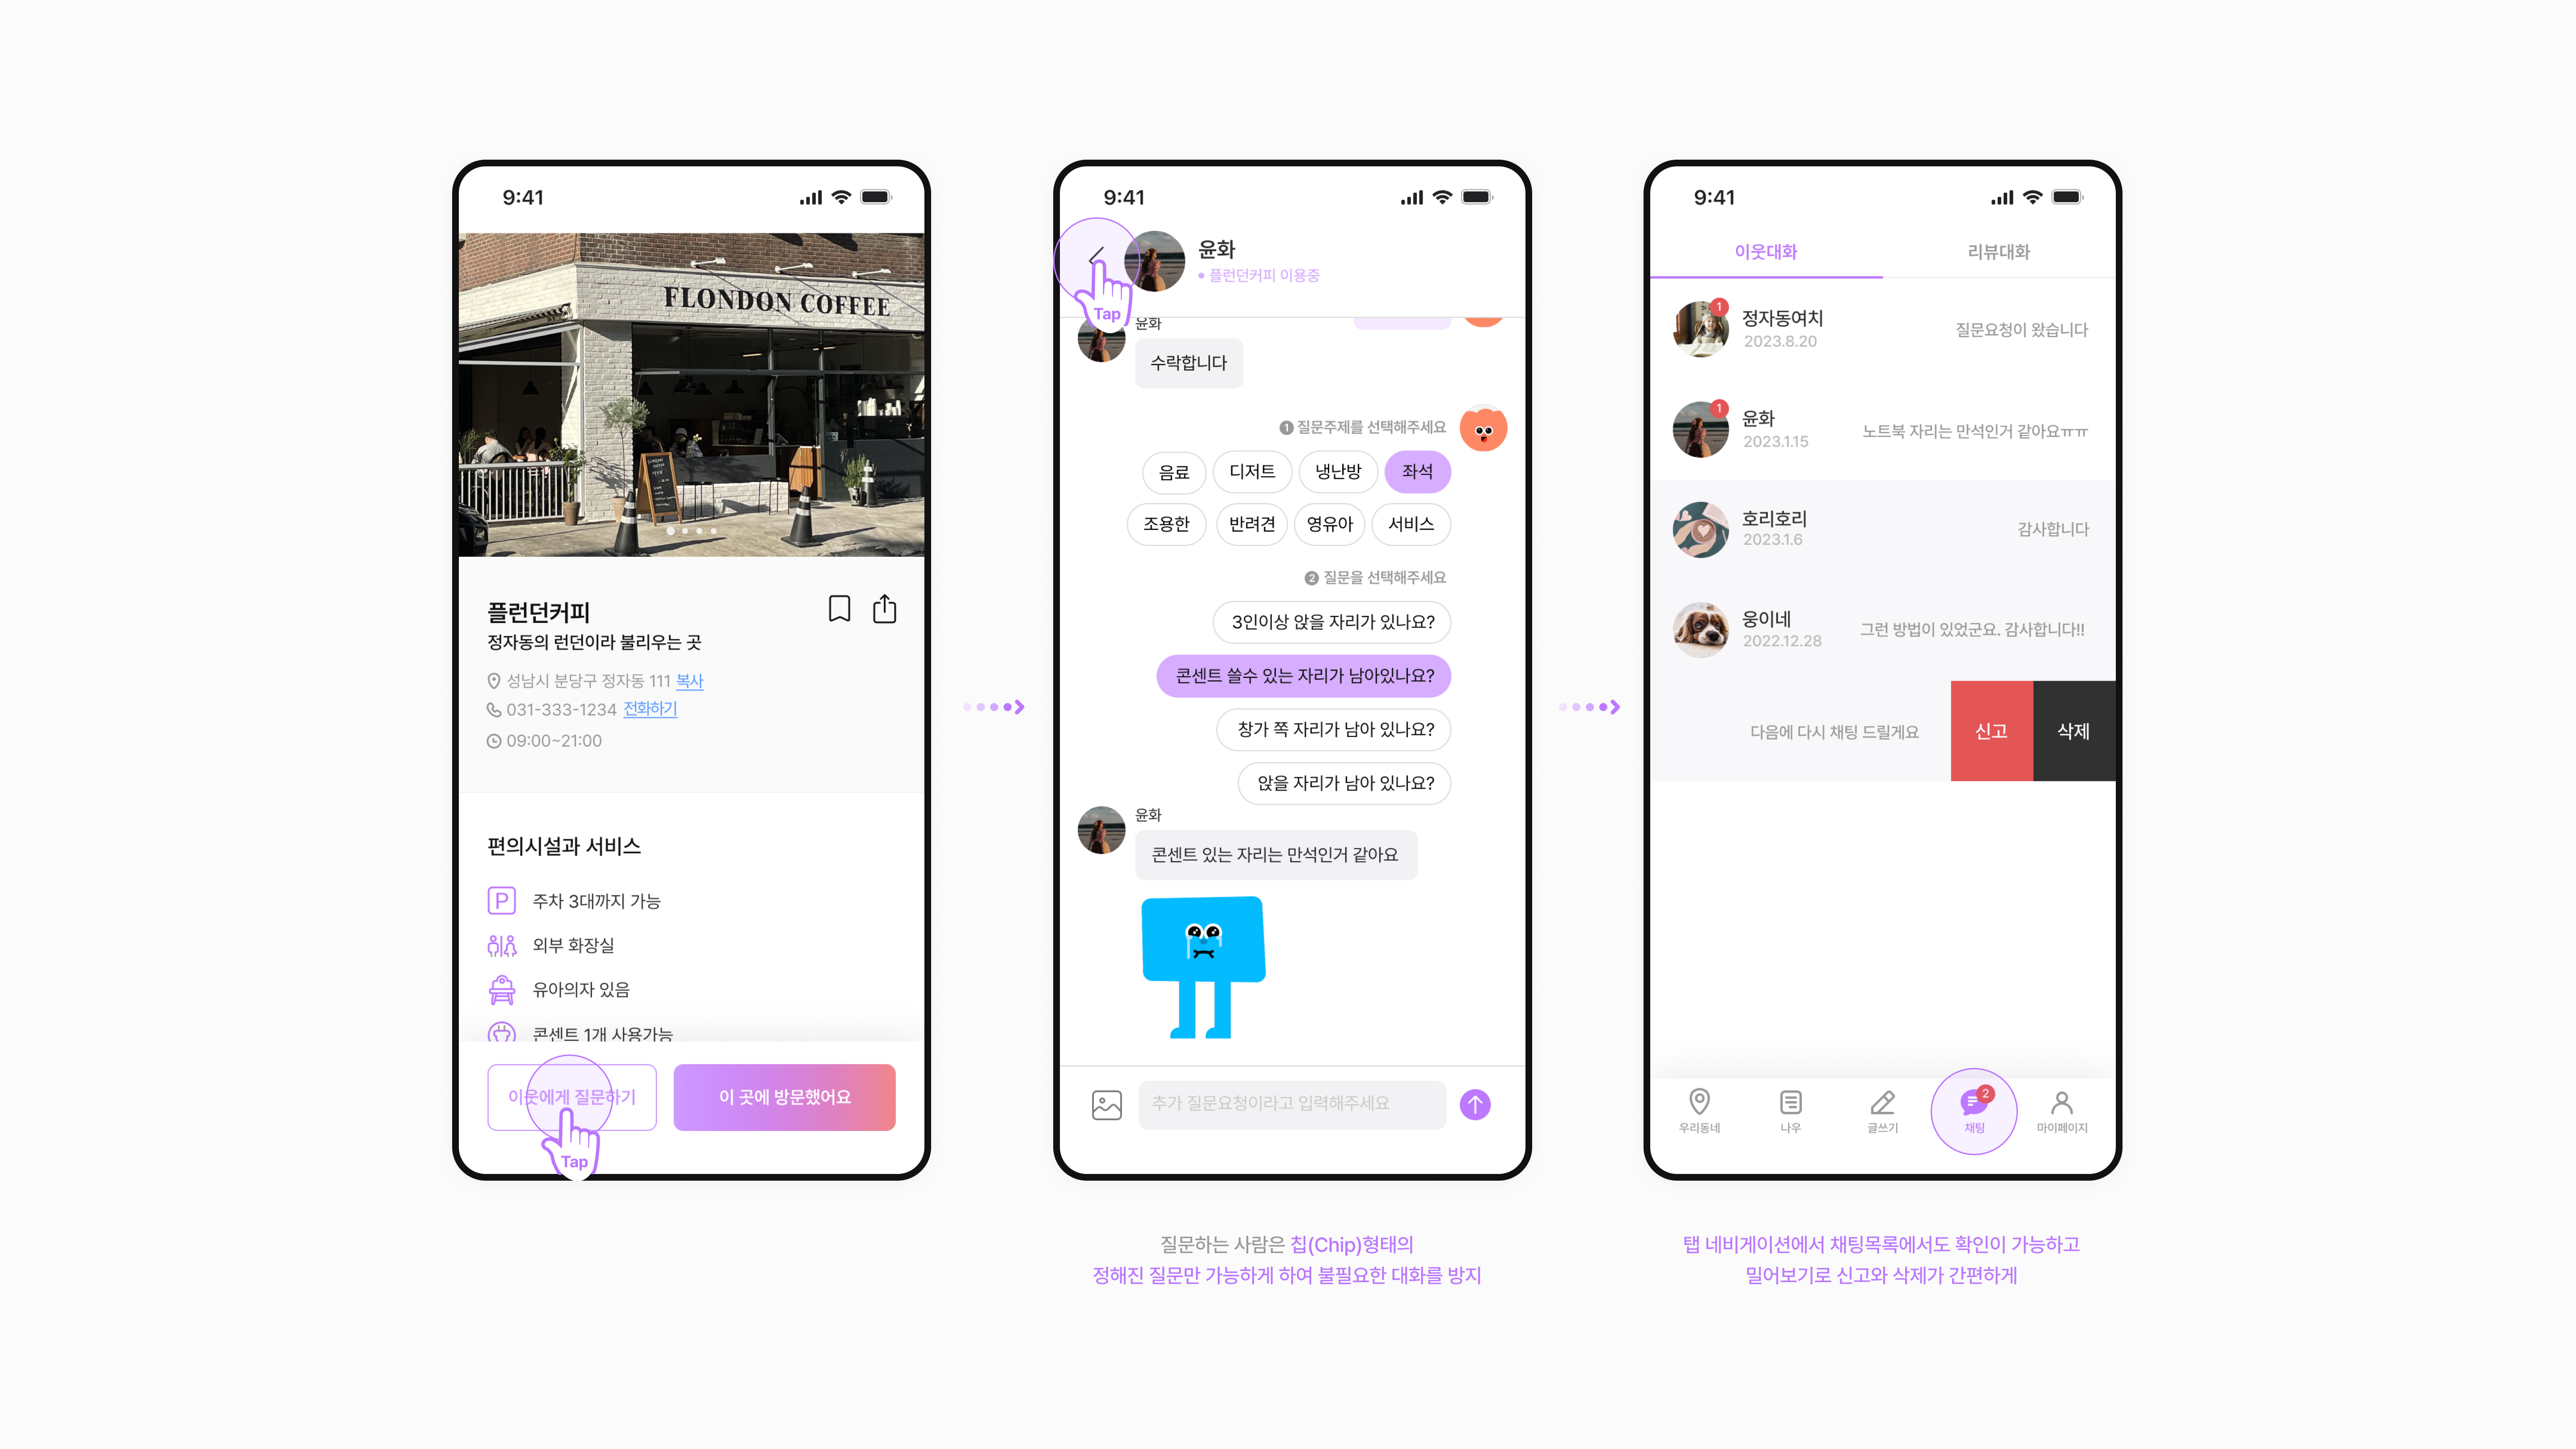 9:41
FLONDON COFFEE
플런던커피
정자동의 런던이라 불리우는 곳
성남시 분당구 정자동 111 복사
031-333-1234 전화하기
09:00~21:00
편의시설과 서비스
P 주차 3대까지 가능
외부 화장실
유아의자 있음
콘센트 1개 사용가능
이웃에게 질문하기
이 곳에 방문했어요
Tap
9:41
윤화
플런던커피 이용중
Tap
윤화
수락합니다
1 질문주제를 선택해주세요
음료 디저트 냉난방 좌석
조용한 반려견 영유아 서비스
2 질문을 선택해주세요
3인이상 앉을 자리가 있나요?
콘센트 쓸수 있는 자리가 남아있나요?
창가 쪽 자리가 남아 있나요?
앉을 자리가 남아 있나요?
윤화
콘센트 있는 자리는 만석인거 같아요
추가 질문요청이라고 입력해주세요
질문하는 사람은 칩(Chip)형태의
정해진 질문만 가능하게 하여 불필요한 대화를 방지
9:41
이웃대화 리뷰대화
1
정자동여치
2023.8.20
질문요청이 왔습니다
1
윤화
2023.1.15
노트북 자리는 만석인거 같아요ㅠㅠ
호리호리
2023.1.6
감사합니다
웅이네
2022.12.28
그런 방법이 있었군요. 감사합니다!!
다음에 다시 채팅 드릴게요 신고 삭제
2
우리동네 나우 글쓰기 채팅 마이페이지
탭 네비게이션에서 채팅목록에서도 확인이 가능하고
밀어보기로 신고와 삭제가 간편하게